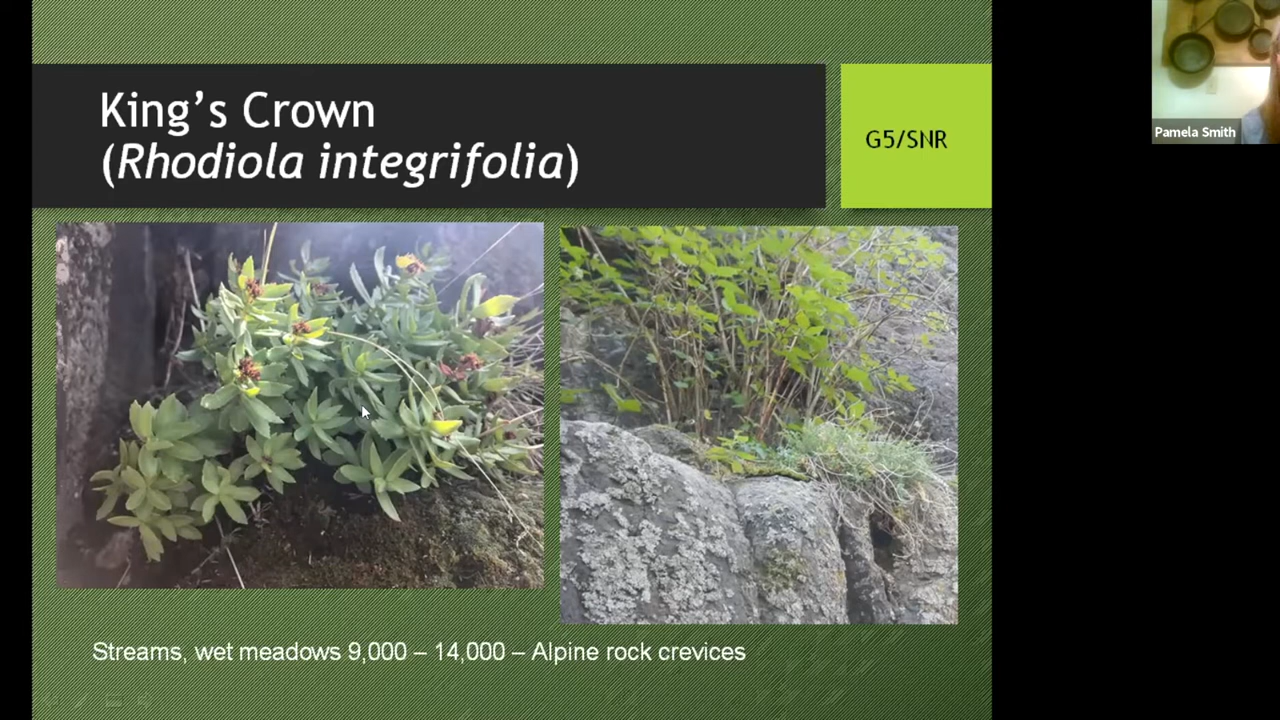 King’s Crown
(Rhodiola integrifolia)
G5/SNR
Pamela Smith
Streams, wet meadows 9,000 – 14,000 – Alpine rock crevices